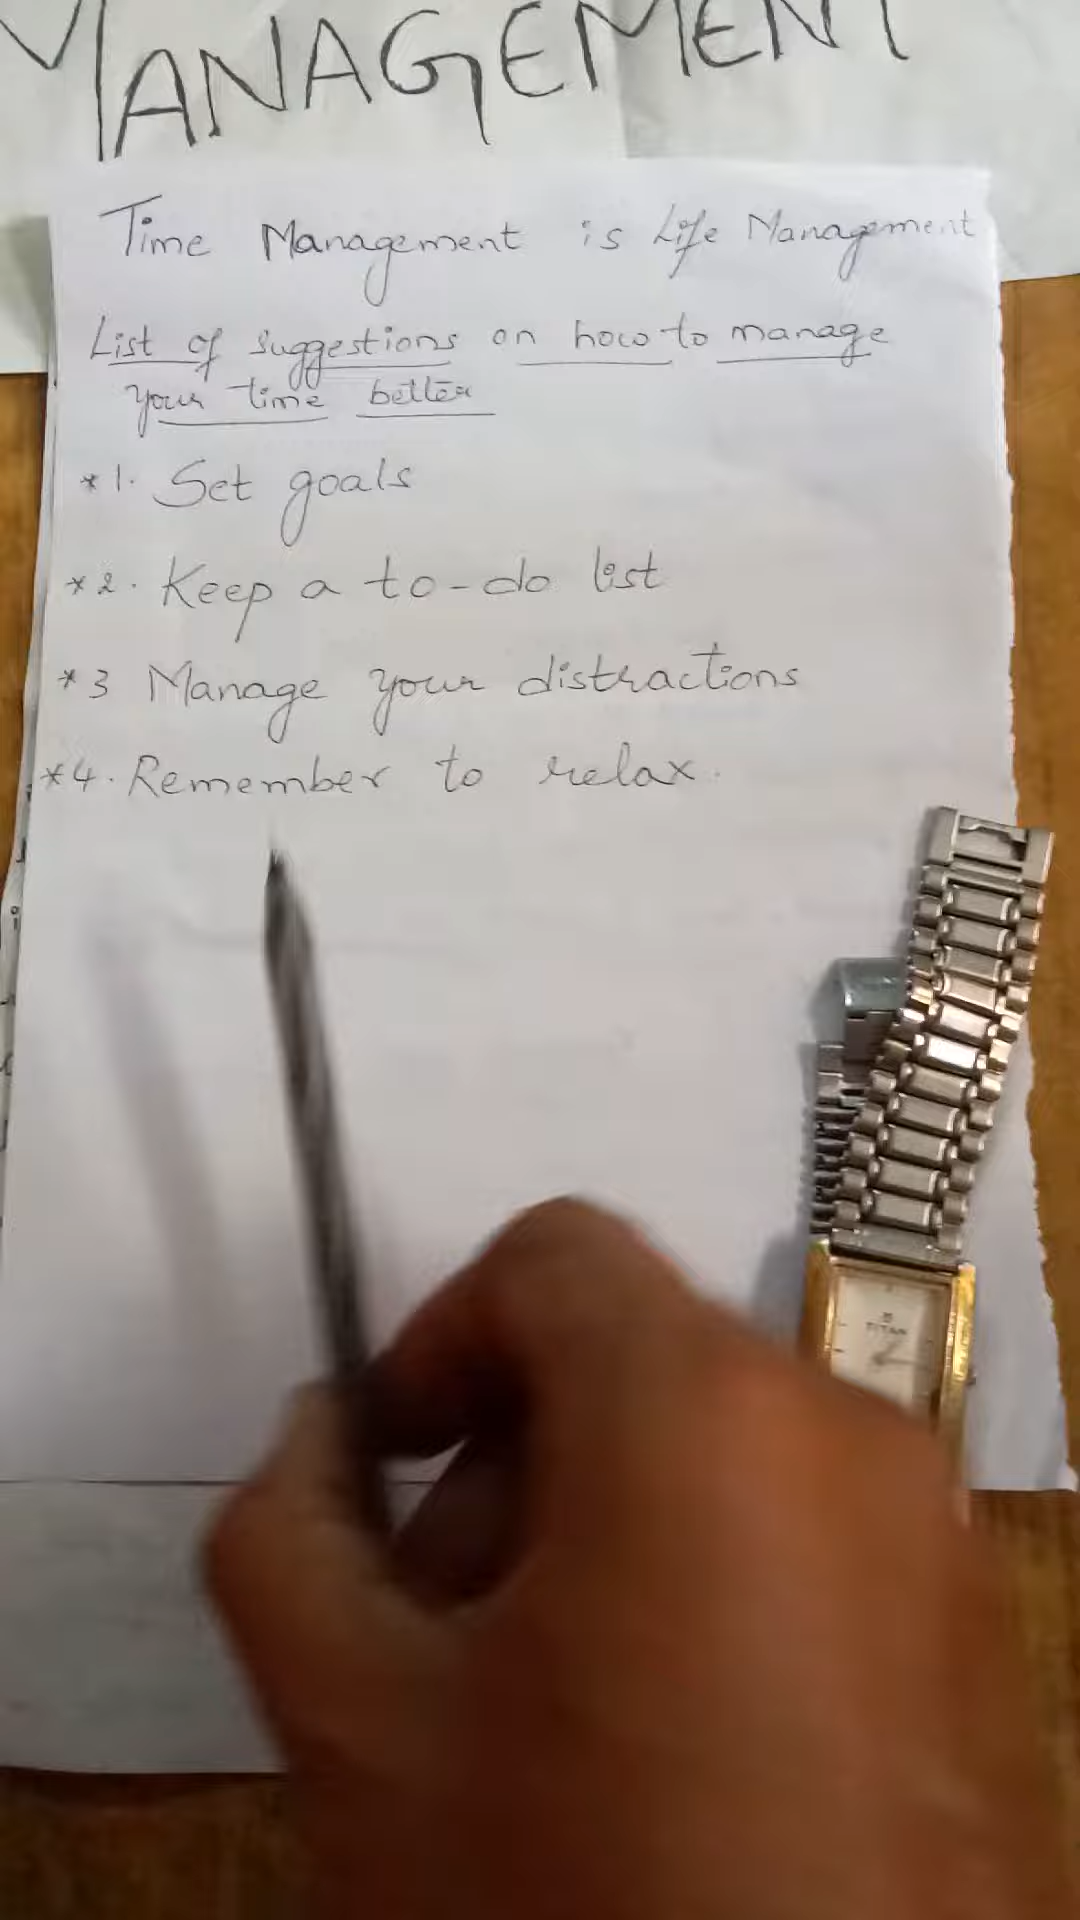 MANAGEMENT
Time Management is Life Management
List of suggestions on how to manage
your time better
*1. Set goals
*2. Keep a to-do list
*3 Manage your distractions
*4. Remember to relax.
TITAN